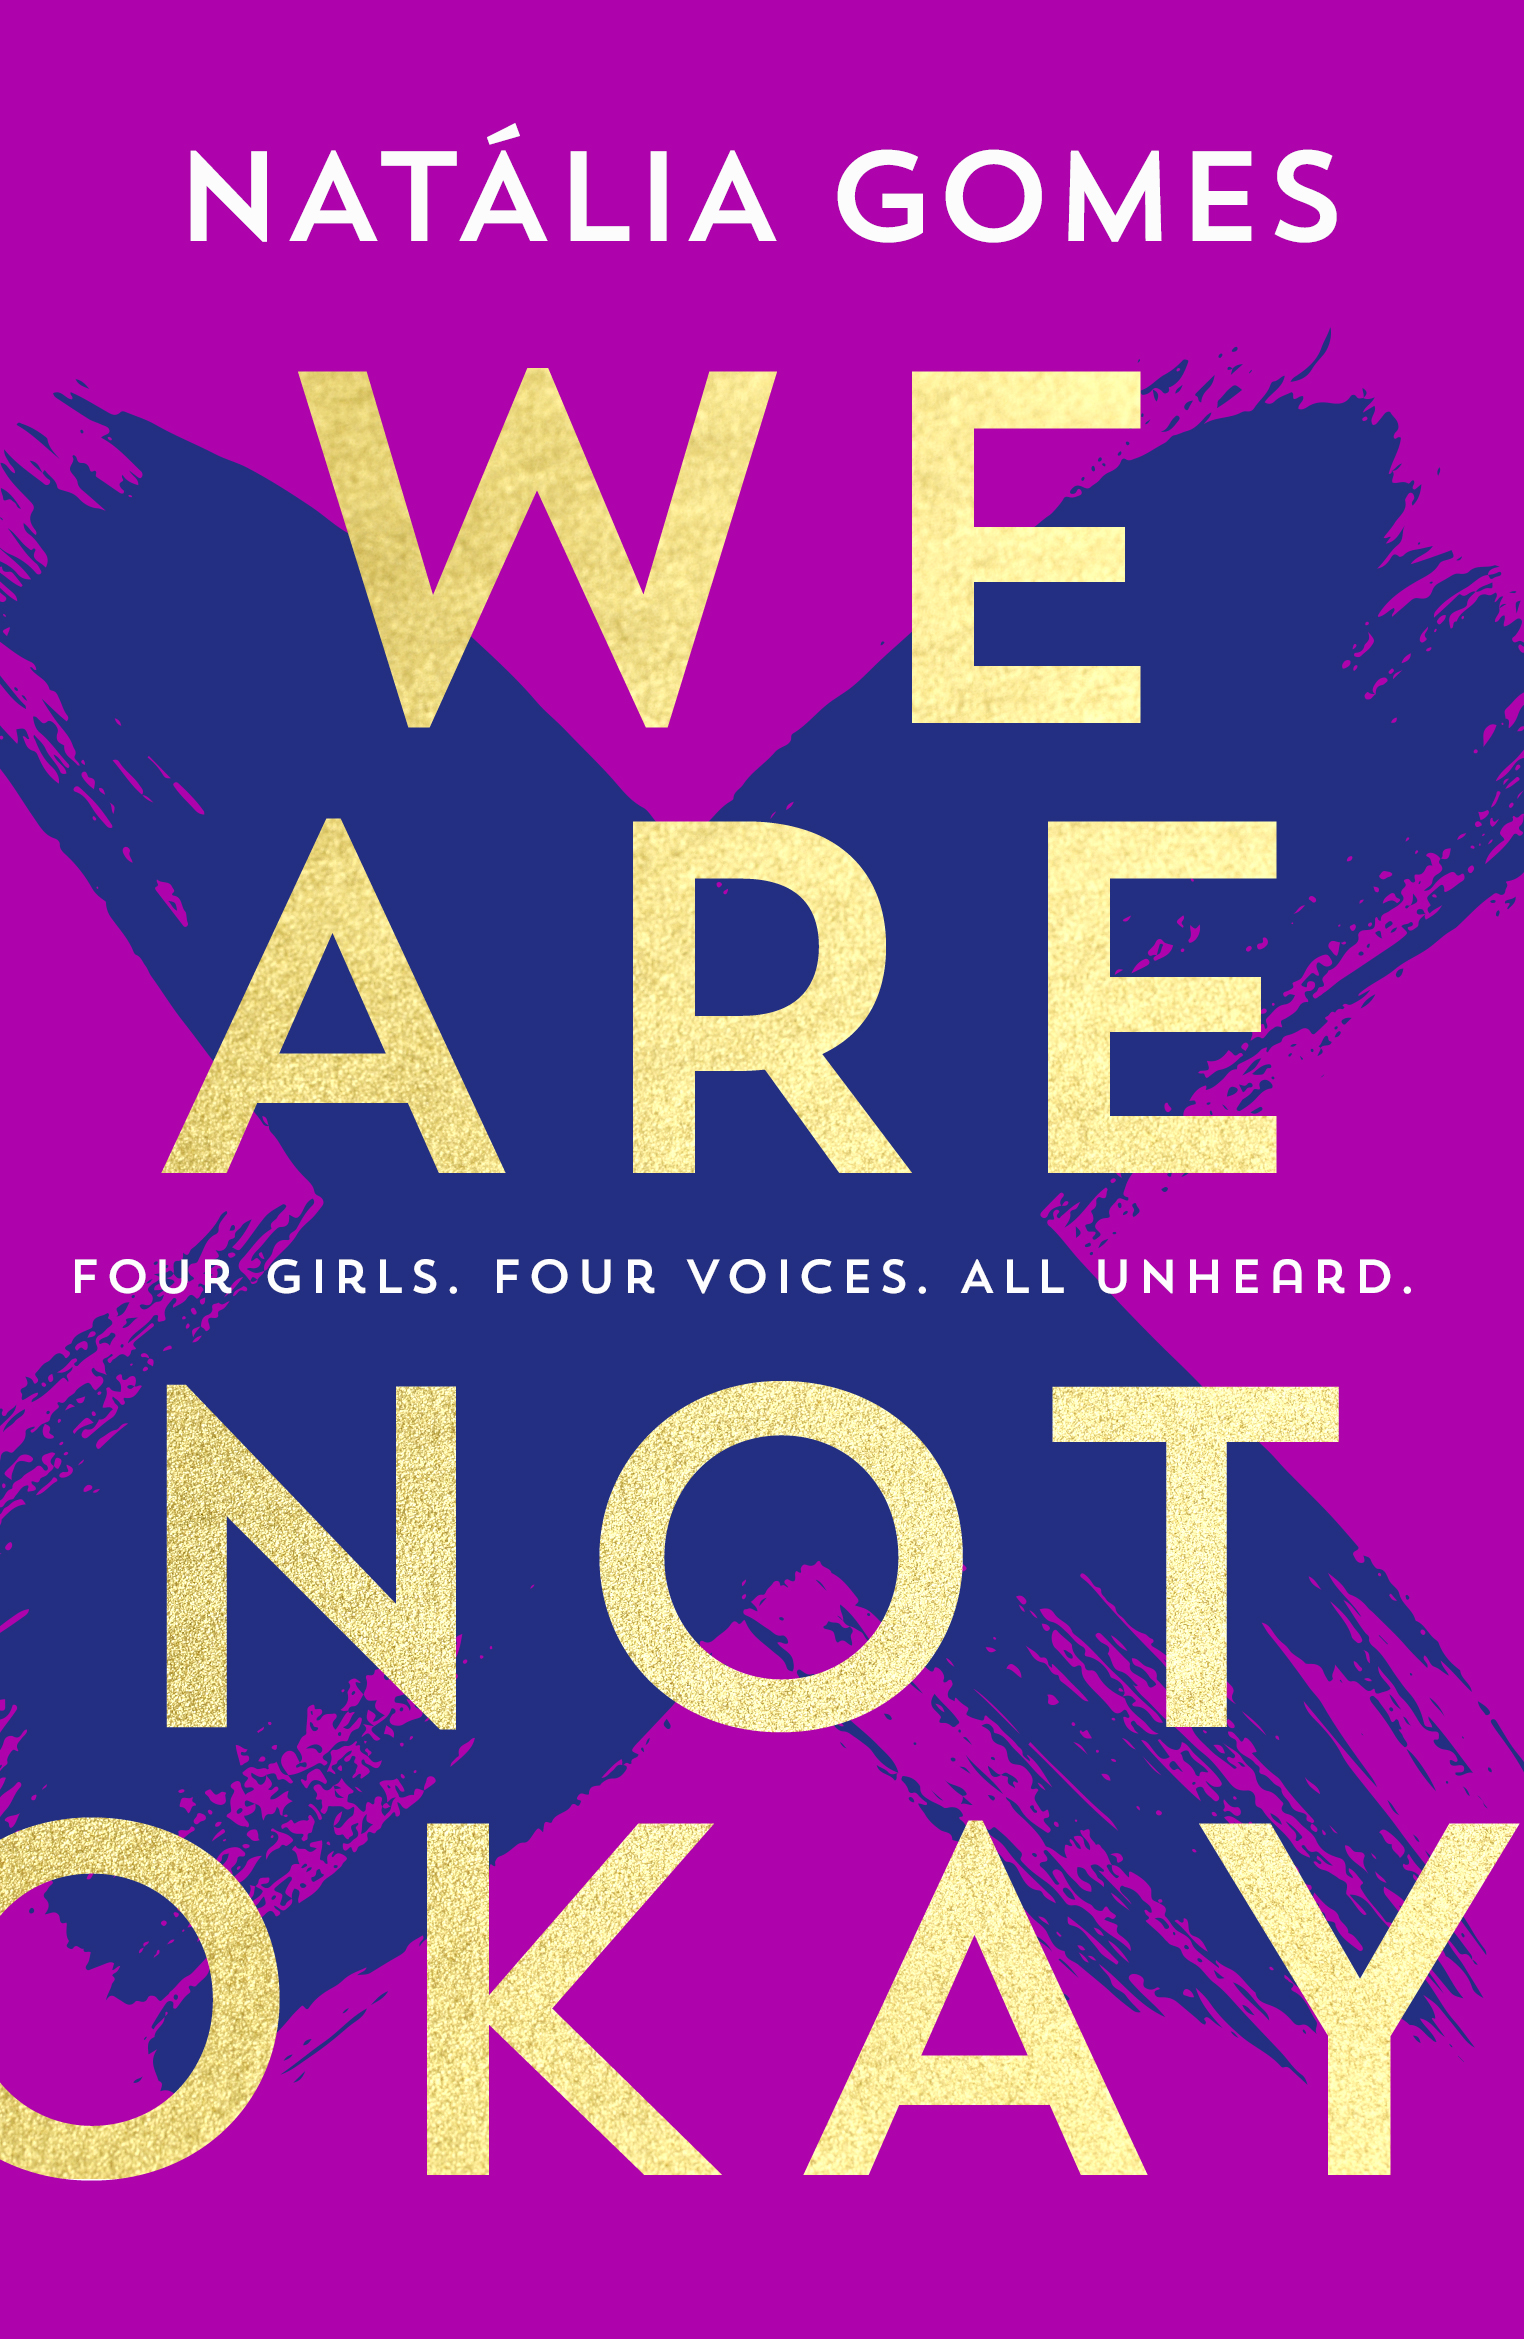 NATÁLIA GOMES
WE
ARE
FOUR GIRLS. FOUR VOICES. ALL UNHEARD.
NOT
OKAY